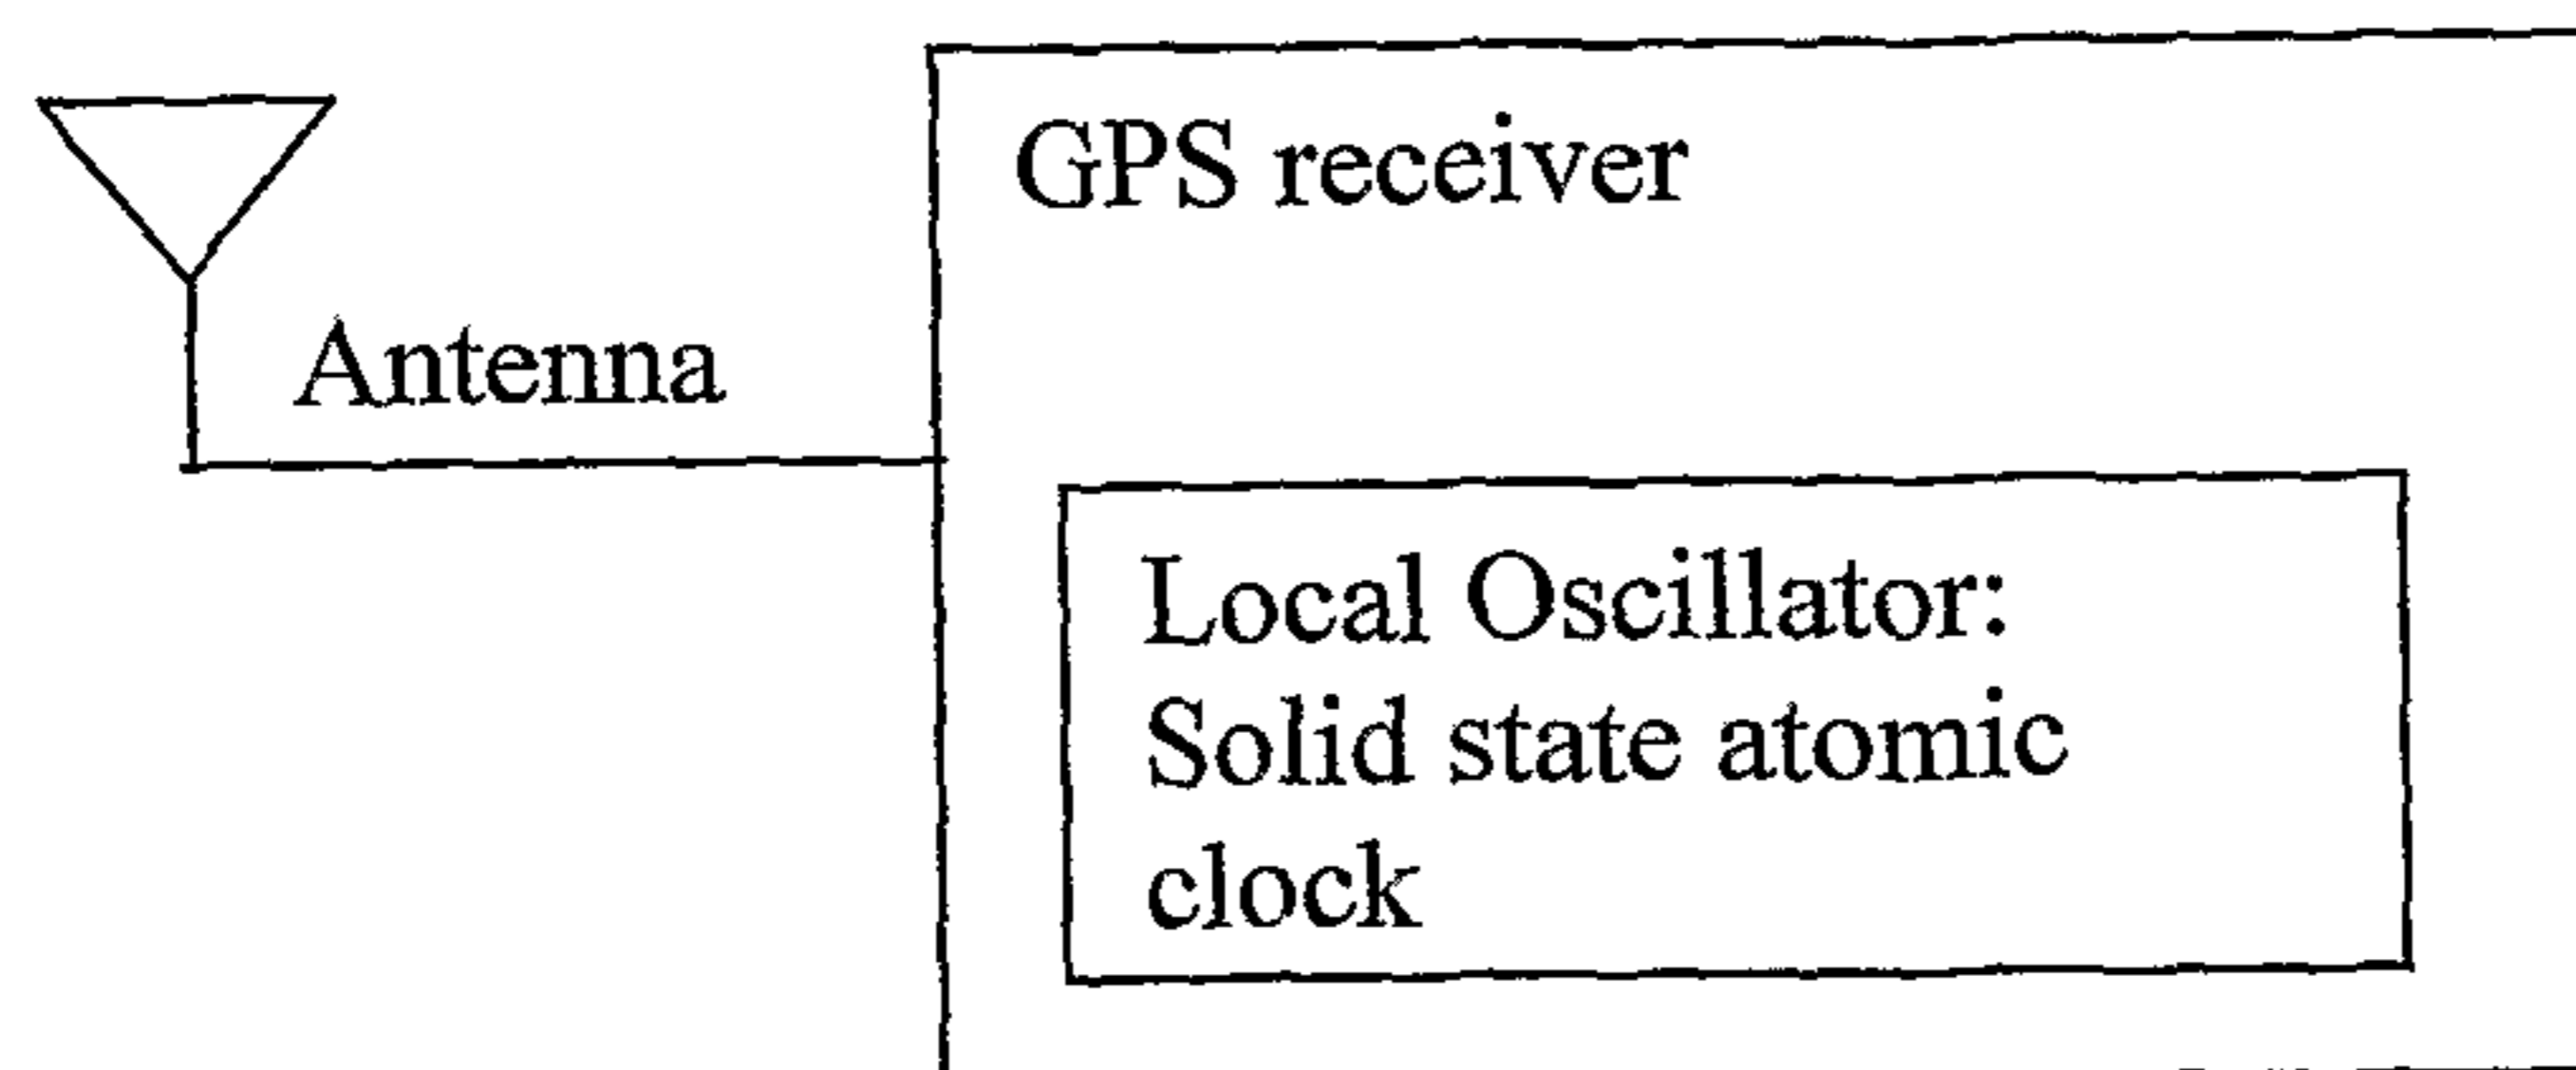 GPS receiver
Antenna
Local Oscillator:
Solid state atomic
clock